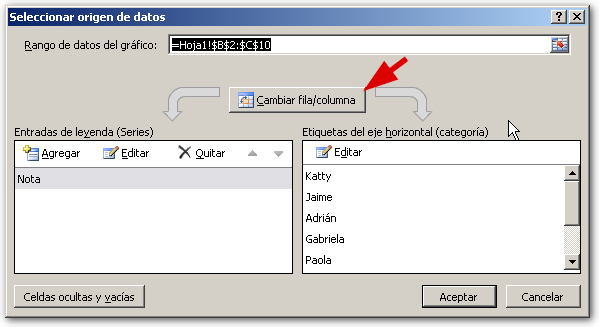 Seleccionar origen de datos
Rango de datos del gráfico: =Hoja1!$B$2:$C$10
Cambiar fila/columna
Entradas de leyenda (Series)
Agregar Editar Quitar
Nota
Etiquetas del eje horizontal (categoría)
Editar
Katty
Jaime
Adrián
Gabriela
Paola
Celdas ocultas y vacías
Aceptar Cancelar